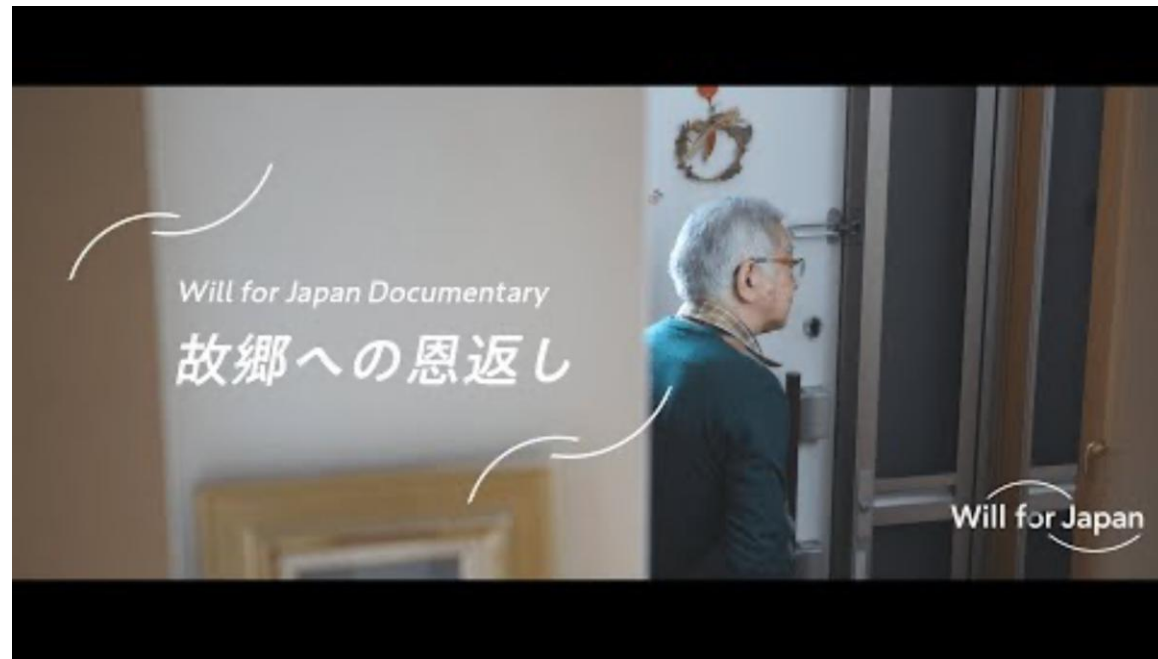 Will for Japan Documentary
故郷への恩返し
Will for Japan